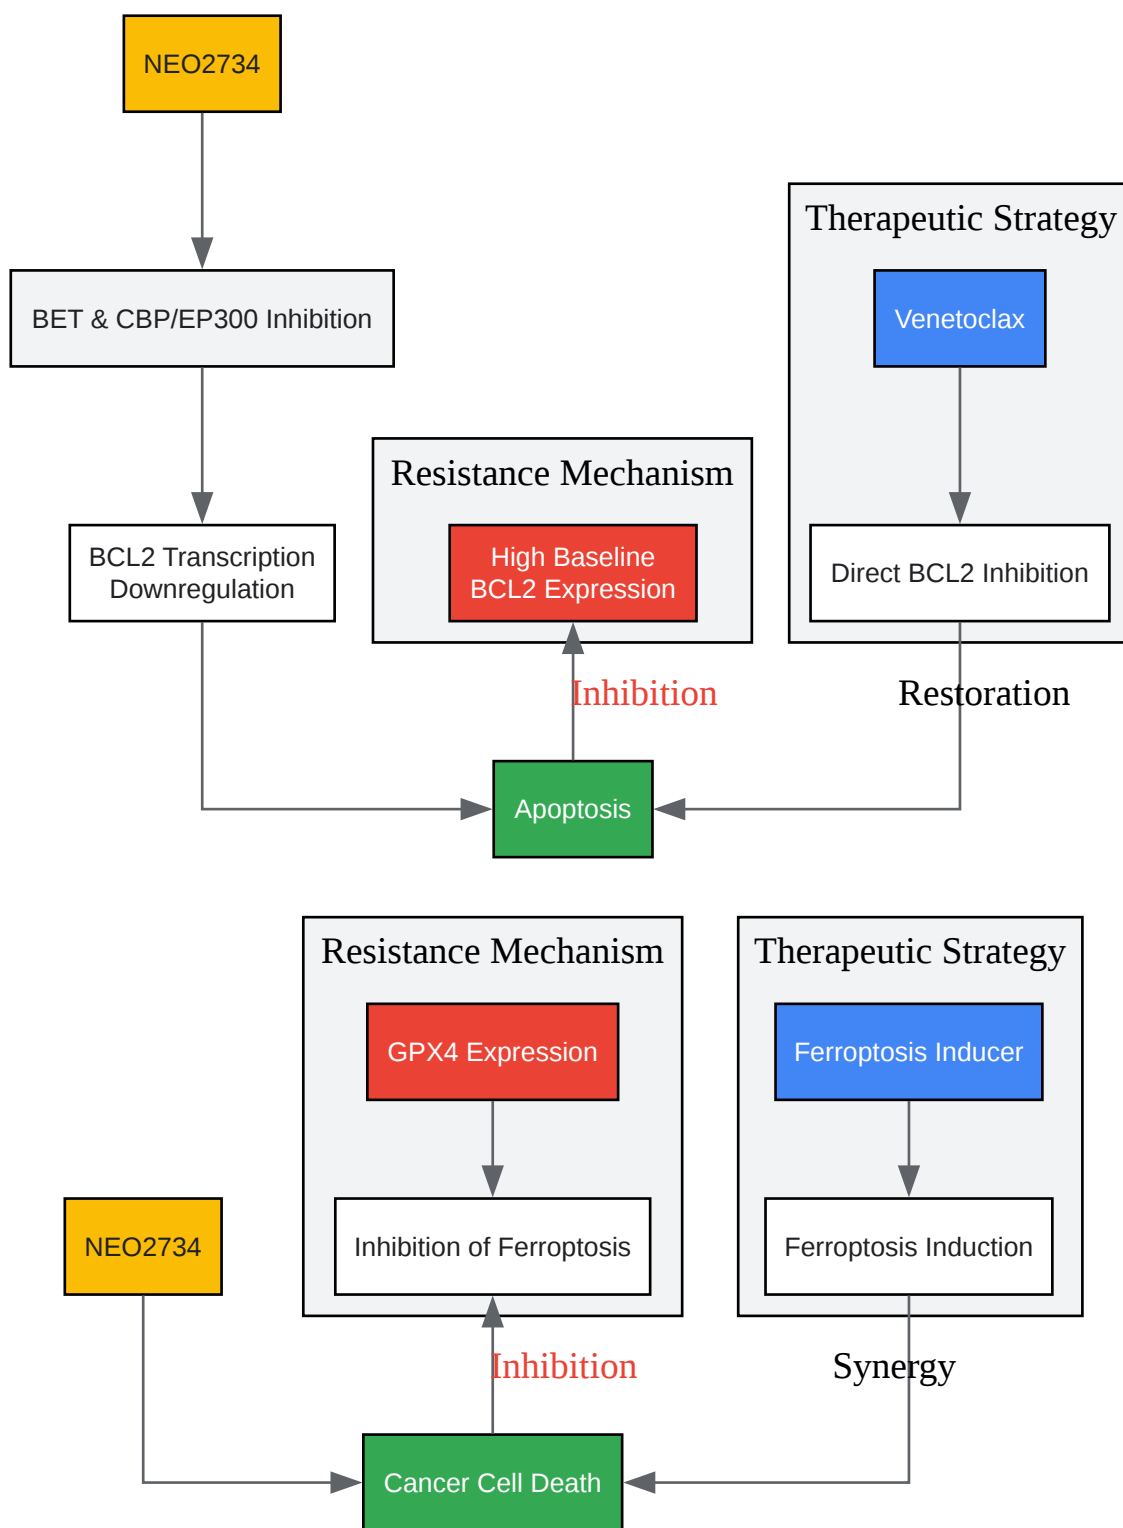 NEO2734
Therapeutic Strategy
BET & CBP/EP300 Inhibition
Venetoclax
Resistance Mechanism
BCL2 Transcription
Downregulation
High Baseline
BCL2 Expression
Direct BCL2 Inhibition
Inhibition
Restoration
Apoptosis
Resistance Mechanism
Therapeutic Strategy
GPX4 Expression
Ferroptosis Inducer
NEO2734
Inhibition of Ferroptosis
Ferroptosis Induction
Inhibition
Synergy
Cancer Cell Death